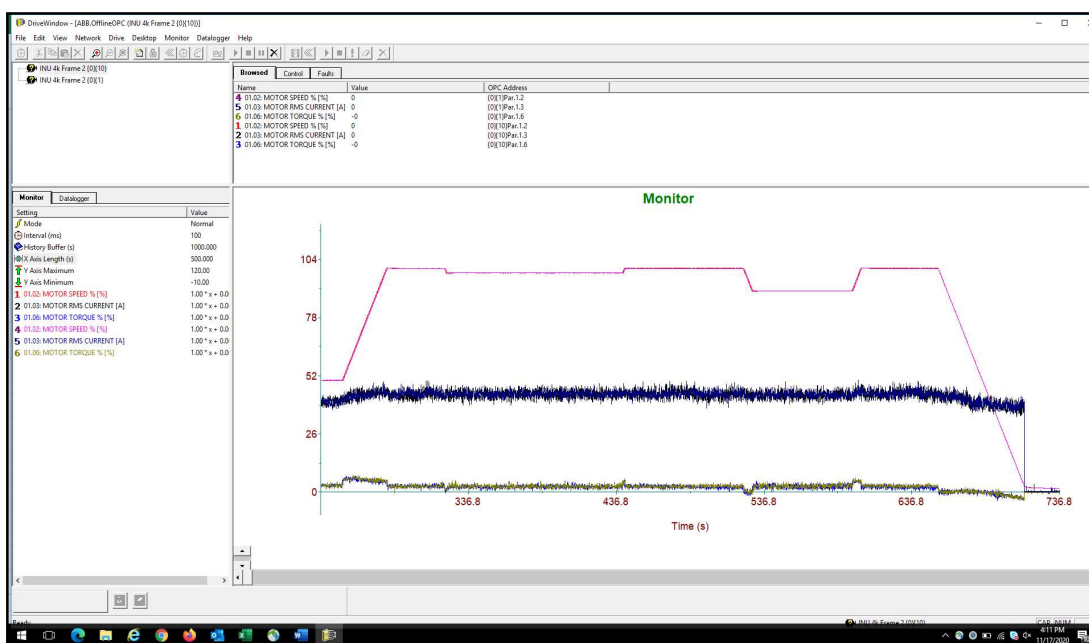 DriveWindow - [ABB.OfflineOPC (INU 4k Frame 2 {0}{10})]
File Edit View Network Drive Desktop Monitor Datalogger Help
INU 4k Frame 2 {0}{10}
INU 4k Frame 2 {0}{1}
Browsed Control Faults
Name Value OPC Address
4 01.02: MOTOR SPEED % [%] 0 {0}{1}Par.1.2
5 01.03: MOTOR RMS CURRENT [A] 0 {0}{1}Par.1.3
6 01.06: MOTOR TORQUE % [%] -0 {0}{1}Par.1.6
1 01.02: MOTOR SPEED % [%] 0 {0}{10}Par.1.2
2 01.03: MOTOR RMS CURRENT [A] 0 {0}{10}Par.1.3
3 01.06: MOTOR TORQUE % [%] -0 {0}{10}Par.1.6
Monitor Datalogger
Setting Value
Mode Normal
Interval (ms) 100
History Buffer (s) 1000.000
X Axis Length (s) 500.000
Y Axis Maximum 120.00
Y Axis Minimum -10.00
1 01.02: MOTOR SPEED % [%] 1.00 * x + 0.0
2 01.03: MOTOR RMS CURRENT [A] 1.00 * x + 0.0
3 01.06: MOTOR TORQUE % [%] 1.00 * x + 0.0
4 01.02: MOTOR SPEED % [%] 1.00 * x + 0.0
5 01.03: MOTOR RMS CURRENT [A] 1.00 * x + 0.0
6 01.06: MOTOR TORQUE % [%] 1.00 * x + 0.0
Monitor
104
78
52
26
0
336.8 436.8 536.8 636.8 736.8
Time (s)
Ready
INU 4k Frame 2 {0}{10} CAP NUM
4:11 PM
11/17/2020